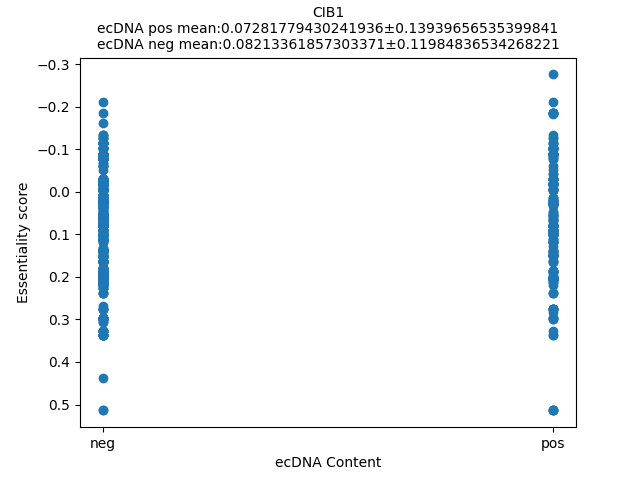 CIB1
ecDNA pos mean:0.07281779430241936±0.13939656535399841
ecDNA neg mean:0.08213361857303371±0.11984836534268221
−0.3
−0.2
−0.1
0.0
0.1
0.2
0.3
0.4
0.5
Essentiality score
neg
pos
ecDNA Content